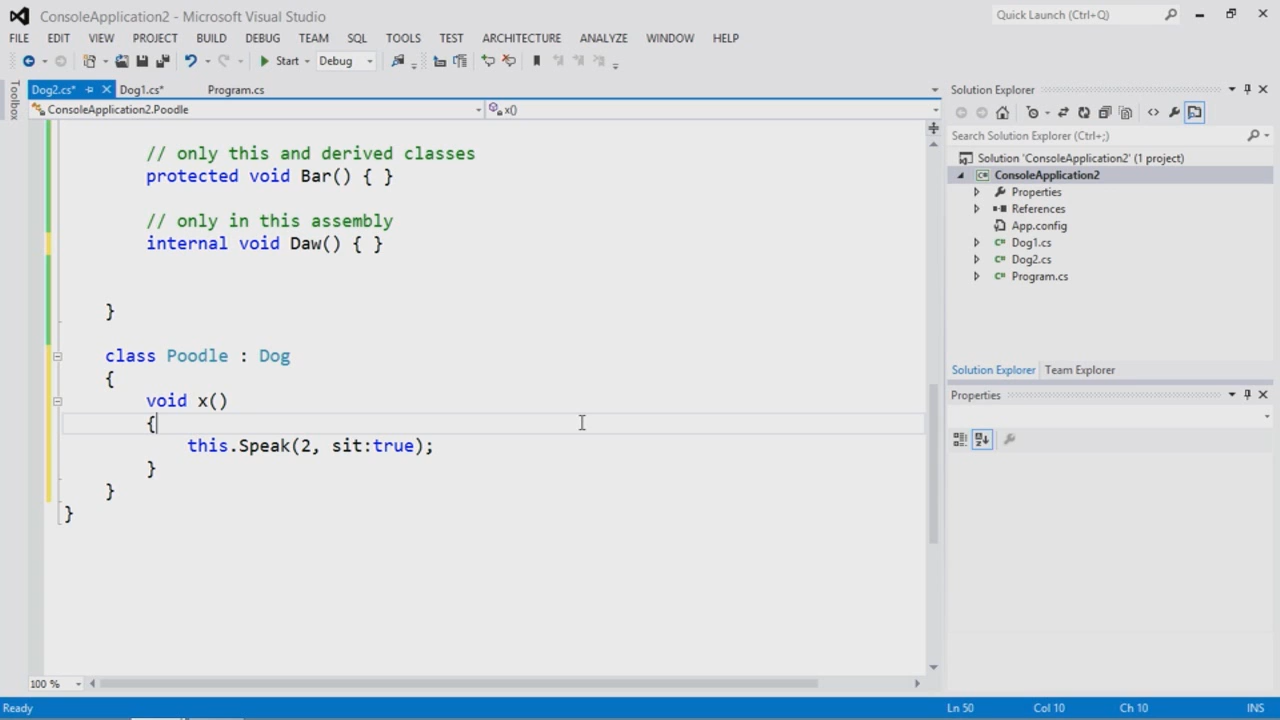 ConsoleApplication2 - Microsoft Visual Studio
Quick Launch (Ctrl+Q)
FILE EDIT VIEW PROJECT BUILD DEBUG TEAM SQL TOOLS TEST ARCHITECTURE ANALYZE WINDOW HELP
Start Debug
Toolbox
Dog2.cs* Dog1.cs* Program.cs
ConsoleApplication2.Poodle x()
// only this and derived classes
protected void Bar() { }
// only in this assembly
internal void Daw() { }
}
class Poodle : Dog
{
void x()
{
this.Speak(2, sit:true);
}
}
}
100 %
Solution Explorer
Search Solution Explorer (Ctrl+;)
Solution 'ConsoleApplication2' (1 project)
ConsoleApplication2
Properties
References
App.config
Dog1.cs
Dog2.cs
Program.cs
Solution Explorer Team Explorer
Properties
Ready Ln 50 Col 10 Ch 10 INS